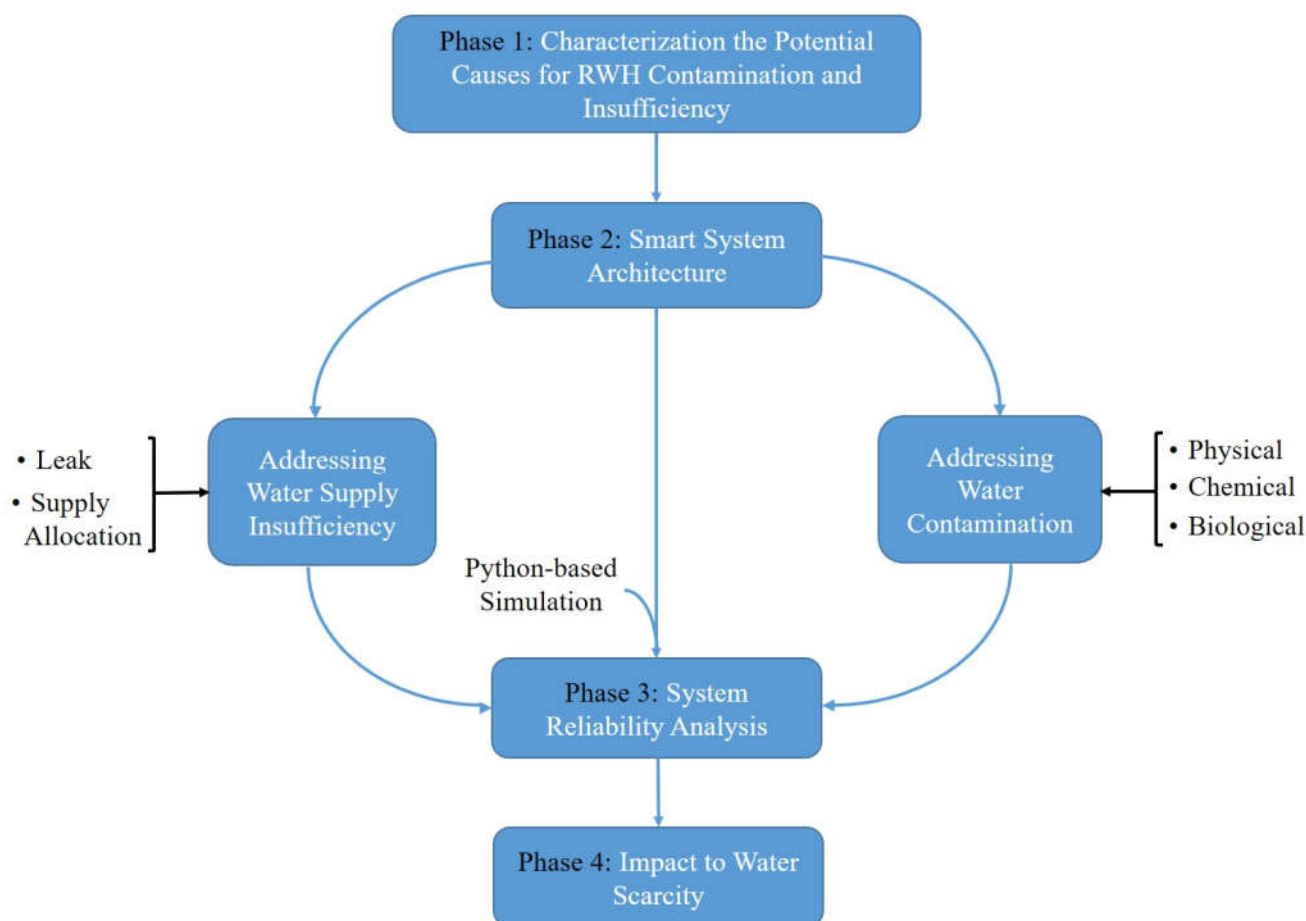 Phase 1: Characterization the Potential
Causes for RWH Contamination and
Insufficiency
Phase 2: Smart System
Architecture
• Leak
• Supply
Allocation
Addressing
Water Supply
Insufficiency
Addressing
Water
Contamination
• Physical
• Chemical
• Biological
Python-based
Simulation
Phase 3: System
Reliability Analysis
Phase 4: Impact to Water
Scarcity